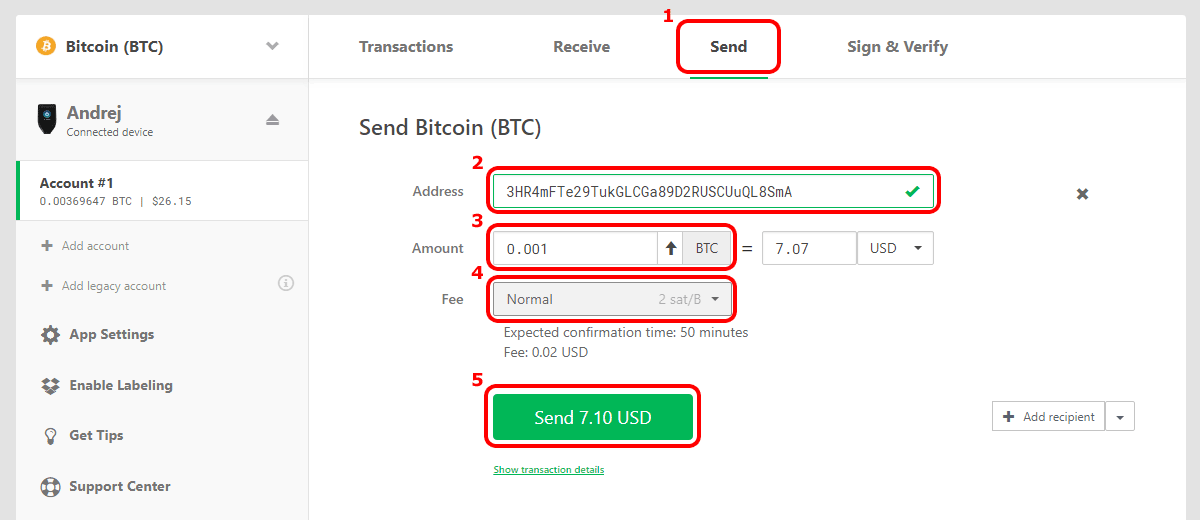 Bitcoin (BTC)
Transactions
Receive
1
Send
Sign & Verify
Andrej
Connected device
Account #1
0.00369647 BTC | $26.15
Add account
Add legacy account
App Settings
Enable Labeling
Get Tips
Support Center
Send Bitcoin (BTC)
2
Address 3HR4mFTe29TukGLCGa89D2RUSCUuQL8SmA
3
Amount 0.001 BTC = 7.07 USD
4
Fee Normal 2 sat/B
Expected confirmation time: 50 minutes
Fee: 0.02 USD
5
Send 7.10 USD
Add recipient
Show transaction details